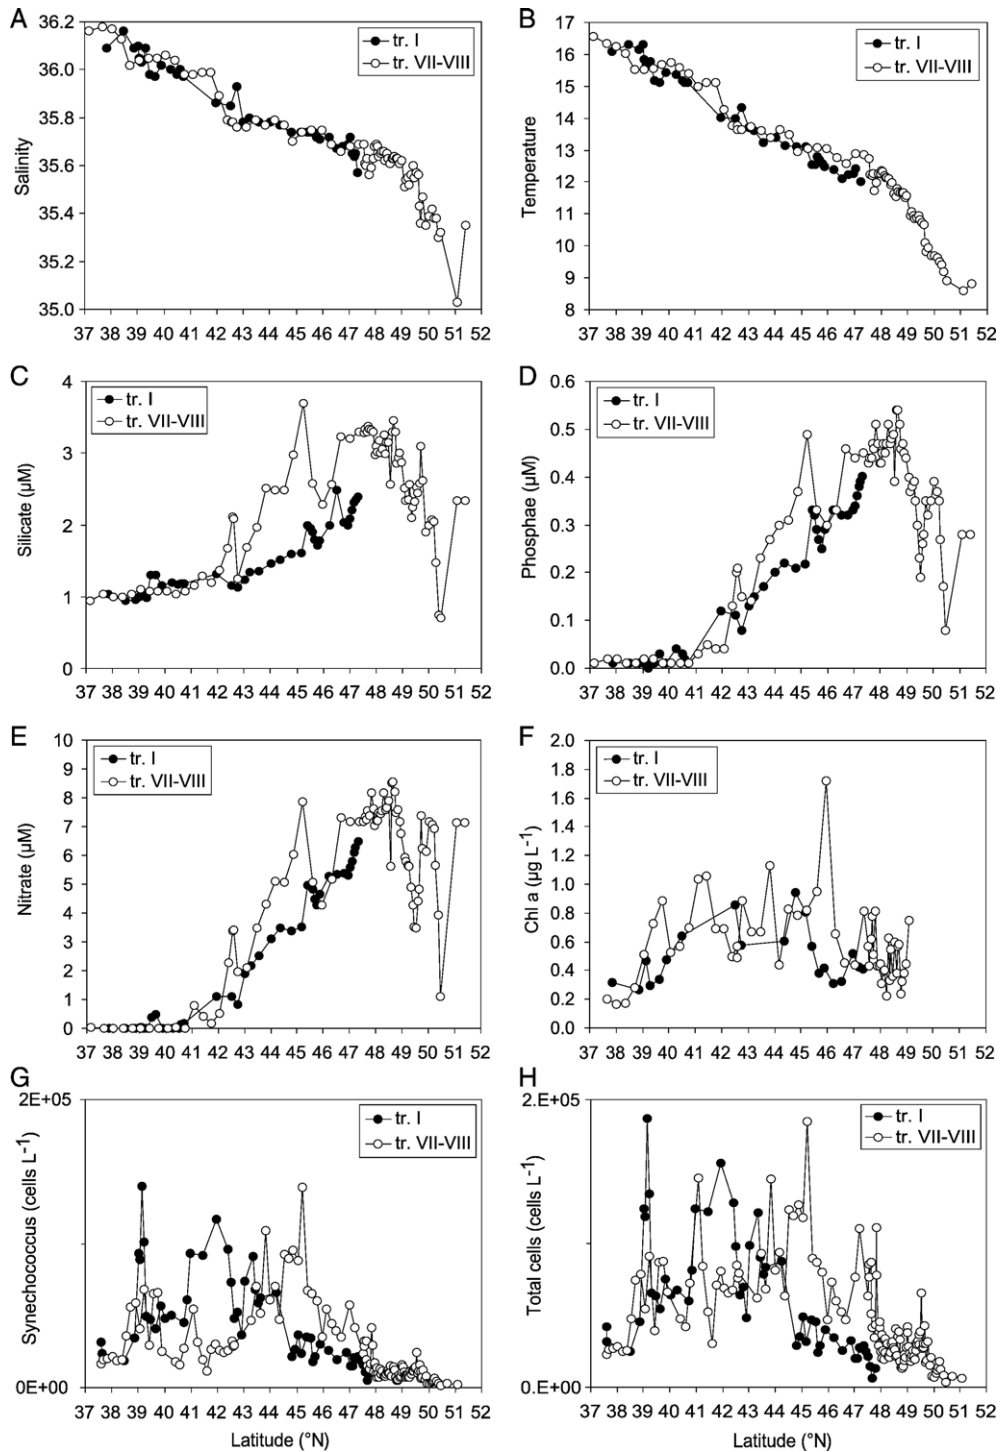 A
B
Salinity
36.2
36.0
35.8
35.6
35.4
35.2
35.0
tr. I
tr. VII-VIII
37 38 39 40 41 42 43 44 45 46 47 48 49 50 51 52
Temperature
17
16
15
14
13
12
11
10
9
8
tr. I
tr. VII-VIII
37 38 39 40 41 42 43 44 45 46 47 48 49 50 51 52
C
D
Silicate (μM)
4
3
2
1
0
tr. I
tr. VII-VIII
37 38 39 40 41 42 43 44 45 46 47 48 49 50 51 52
Phosphae (μM)
0.6
0.5
0.4
0.3
0.2
0.1
0.0
tr. I
tr. VII-VIII
37 38 39 40 41 42 43 44 45 46 47 48 49 50 51 52
E
F
Nitrate (μM)
10
9
8
7
6
5
4
3
2
1
0
tr. I
tr. VII-VIII
37 38 39 40 41 42 43 44 45 46 47 48 49 50 51 52
Chl a (μg L⁻¹)
2.0
1.8
1.6
1.4
1.2
1.0
0.8
0.6
0.4
0.2
0.0
tr. I
tr. VII-VIII
37 38 39 40 41 42 43 44 45 46 47 48 49 50 51 52
G
H
Synechococcus (cells L⁻¹)
2E+05
0E+00
tr. I
tr. VII-VIII
37 38 39 40 41 42 43 44 45 46 47 48 49 50 51 52
Latitude (°N)
Total cells (cells L⁻¹)
2.E+05
0.E+00
tr. I
tr. VII-VIII
37 38 39 40 41 42 43 44 45 46 47 48 49 50 51 52
Latitude (°N)